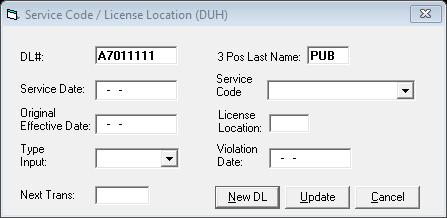 Service Code / License Location (DUH)
DL#: A7011111 3 Pos Last Name: PUB
Service Date: - - Service Code
Original Effective Date: - - License Location:
Type Input: Violation Date: - -
Next Trans: New DL Update Cancel